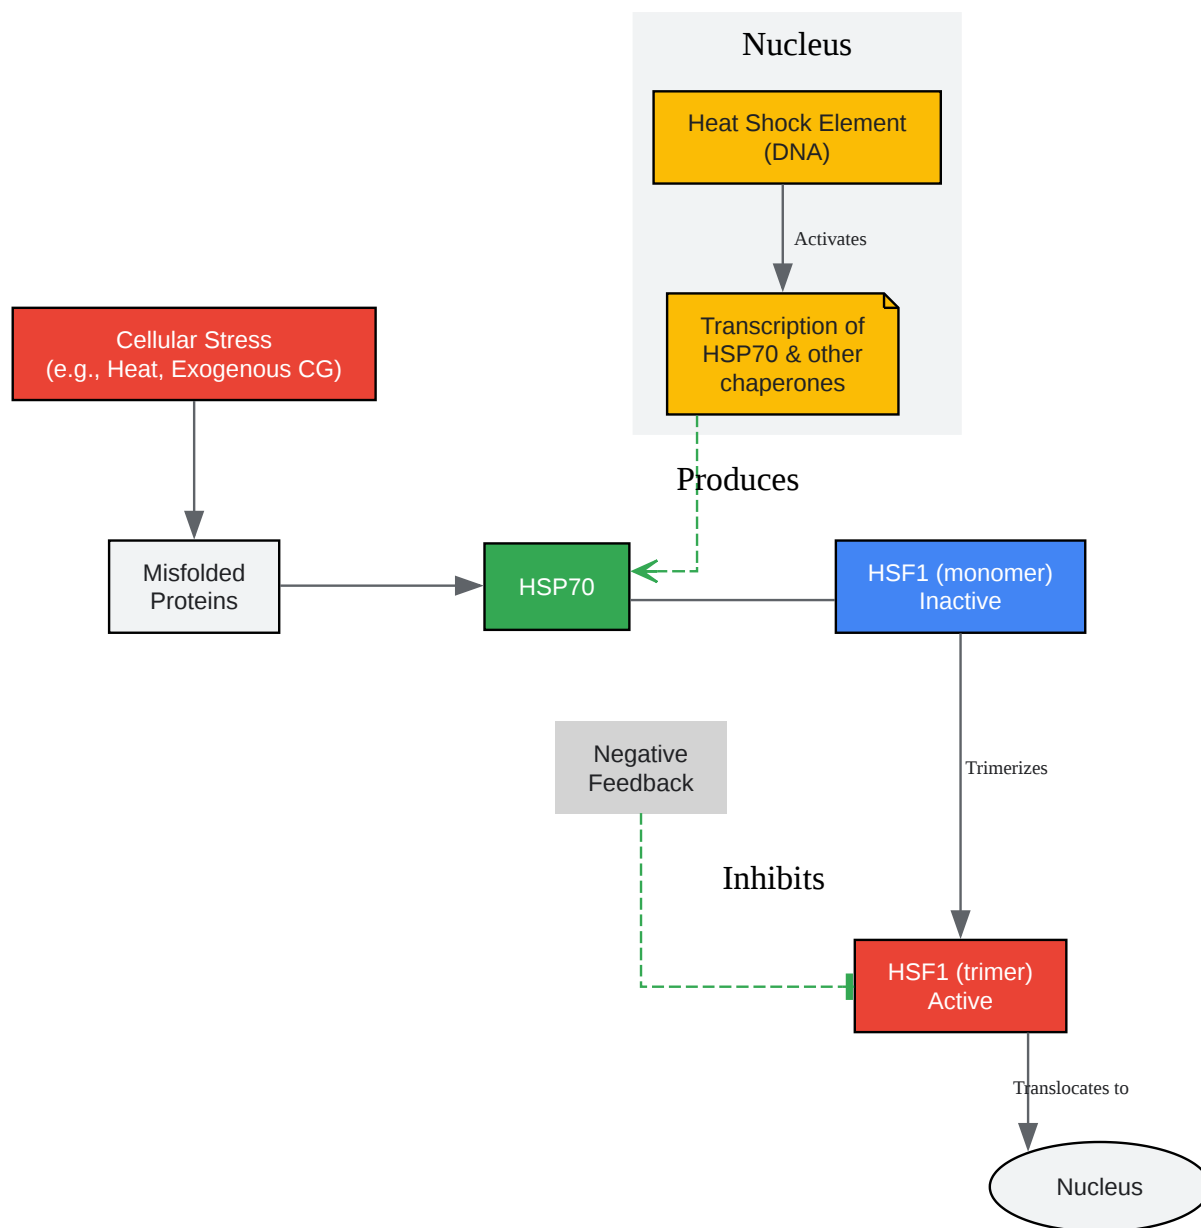 Nucleus
Heat Shock Element
(DNA)
Activates
Transcription of
HSP70 & other
chaperones
Cellular Stress
(e.g., Heat, Exogenous CG)
Produces
Misfolded
Proteins
HSP70
HSF1 (monomer)
Inactive
Negative
Feedback
Trimerizes
Inhibits
HSF1 (trimer)
Active
Translocates to
Nucleus